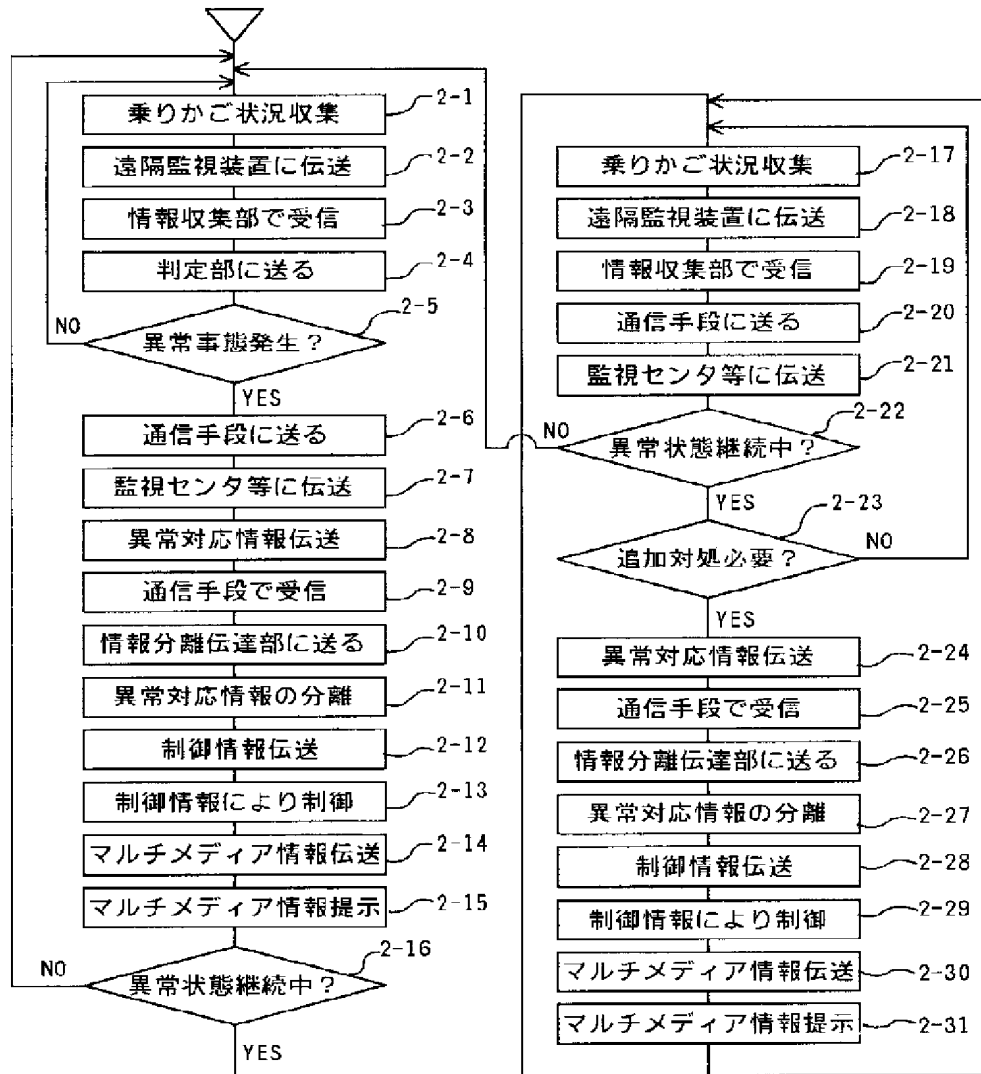 乗りかご状況収集
2-1
遠隔監視装置に伝送
2-2
情報収集部で受信
2-3
判定部に送る
2-4
異常事態発生?
2-5
NO
YES
通信手段に送る
2-6
監視センタ等に伝送
2-7
異常対応情報伝送
2-8
通信手段で受信
2-9
情報分離伝達部に送る
2-10
異常対応情報の分離
2-11
制御情報伝送
2-12
制御情報により制御
2-13
マルチメディア情報伝送
2-14
マルチメディア情報提示
2-15
異常状態継続中?
2-16
NO
YES
乗りかご状況収集
2-17
遠隔監視装置に伝送
2-18
情報収集部で受信
2-19
通信手段に送る
2-20
監視センタ等に伝送
2-21
異常状態継続中?
2-22
NO
YES
追加対処必要?
2-23
NO
YES
異常対応情報伝送
2-24
通信手段で受信
2-25
情報分離伝達部に送る
2-26
異常対応情報の分離
2-27
制御情報伝送
2-28
制御情報により制御
2-29
マルチメディア情報伝送
2-30
マルチメディア情報提示
2-31